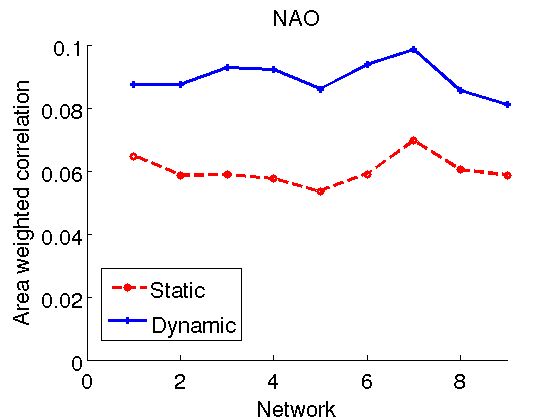 NAO
Area weighted correlation
0.1
0.08
0.06
0.04
0.02
0
Static
Dynamic
0 2 4 6 8
Network